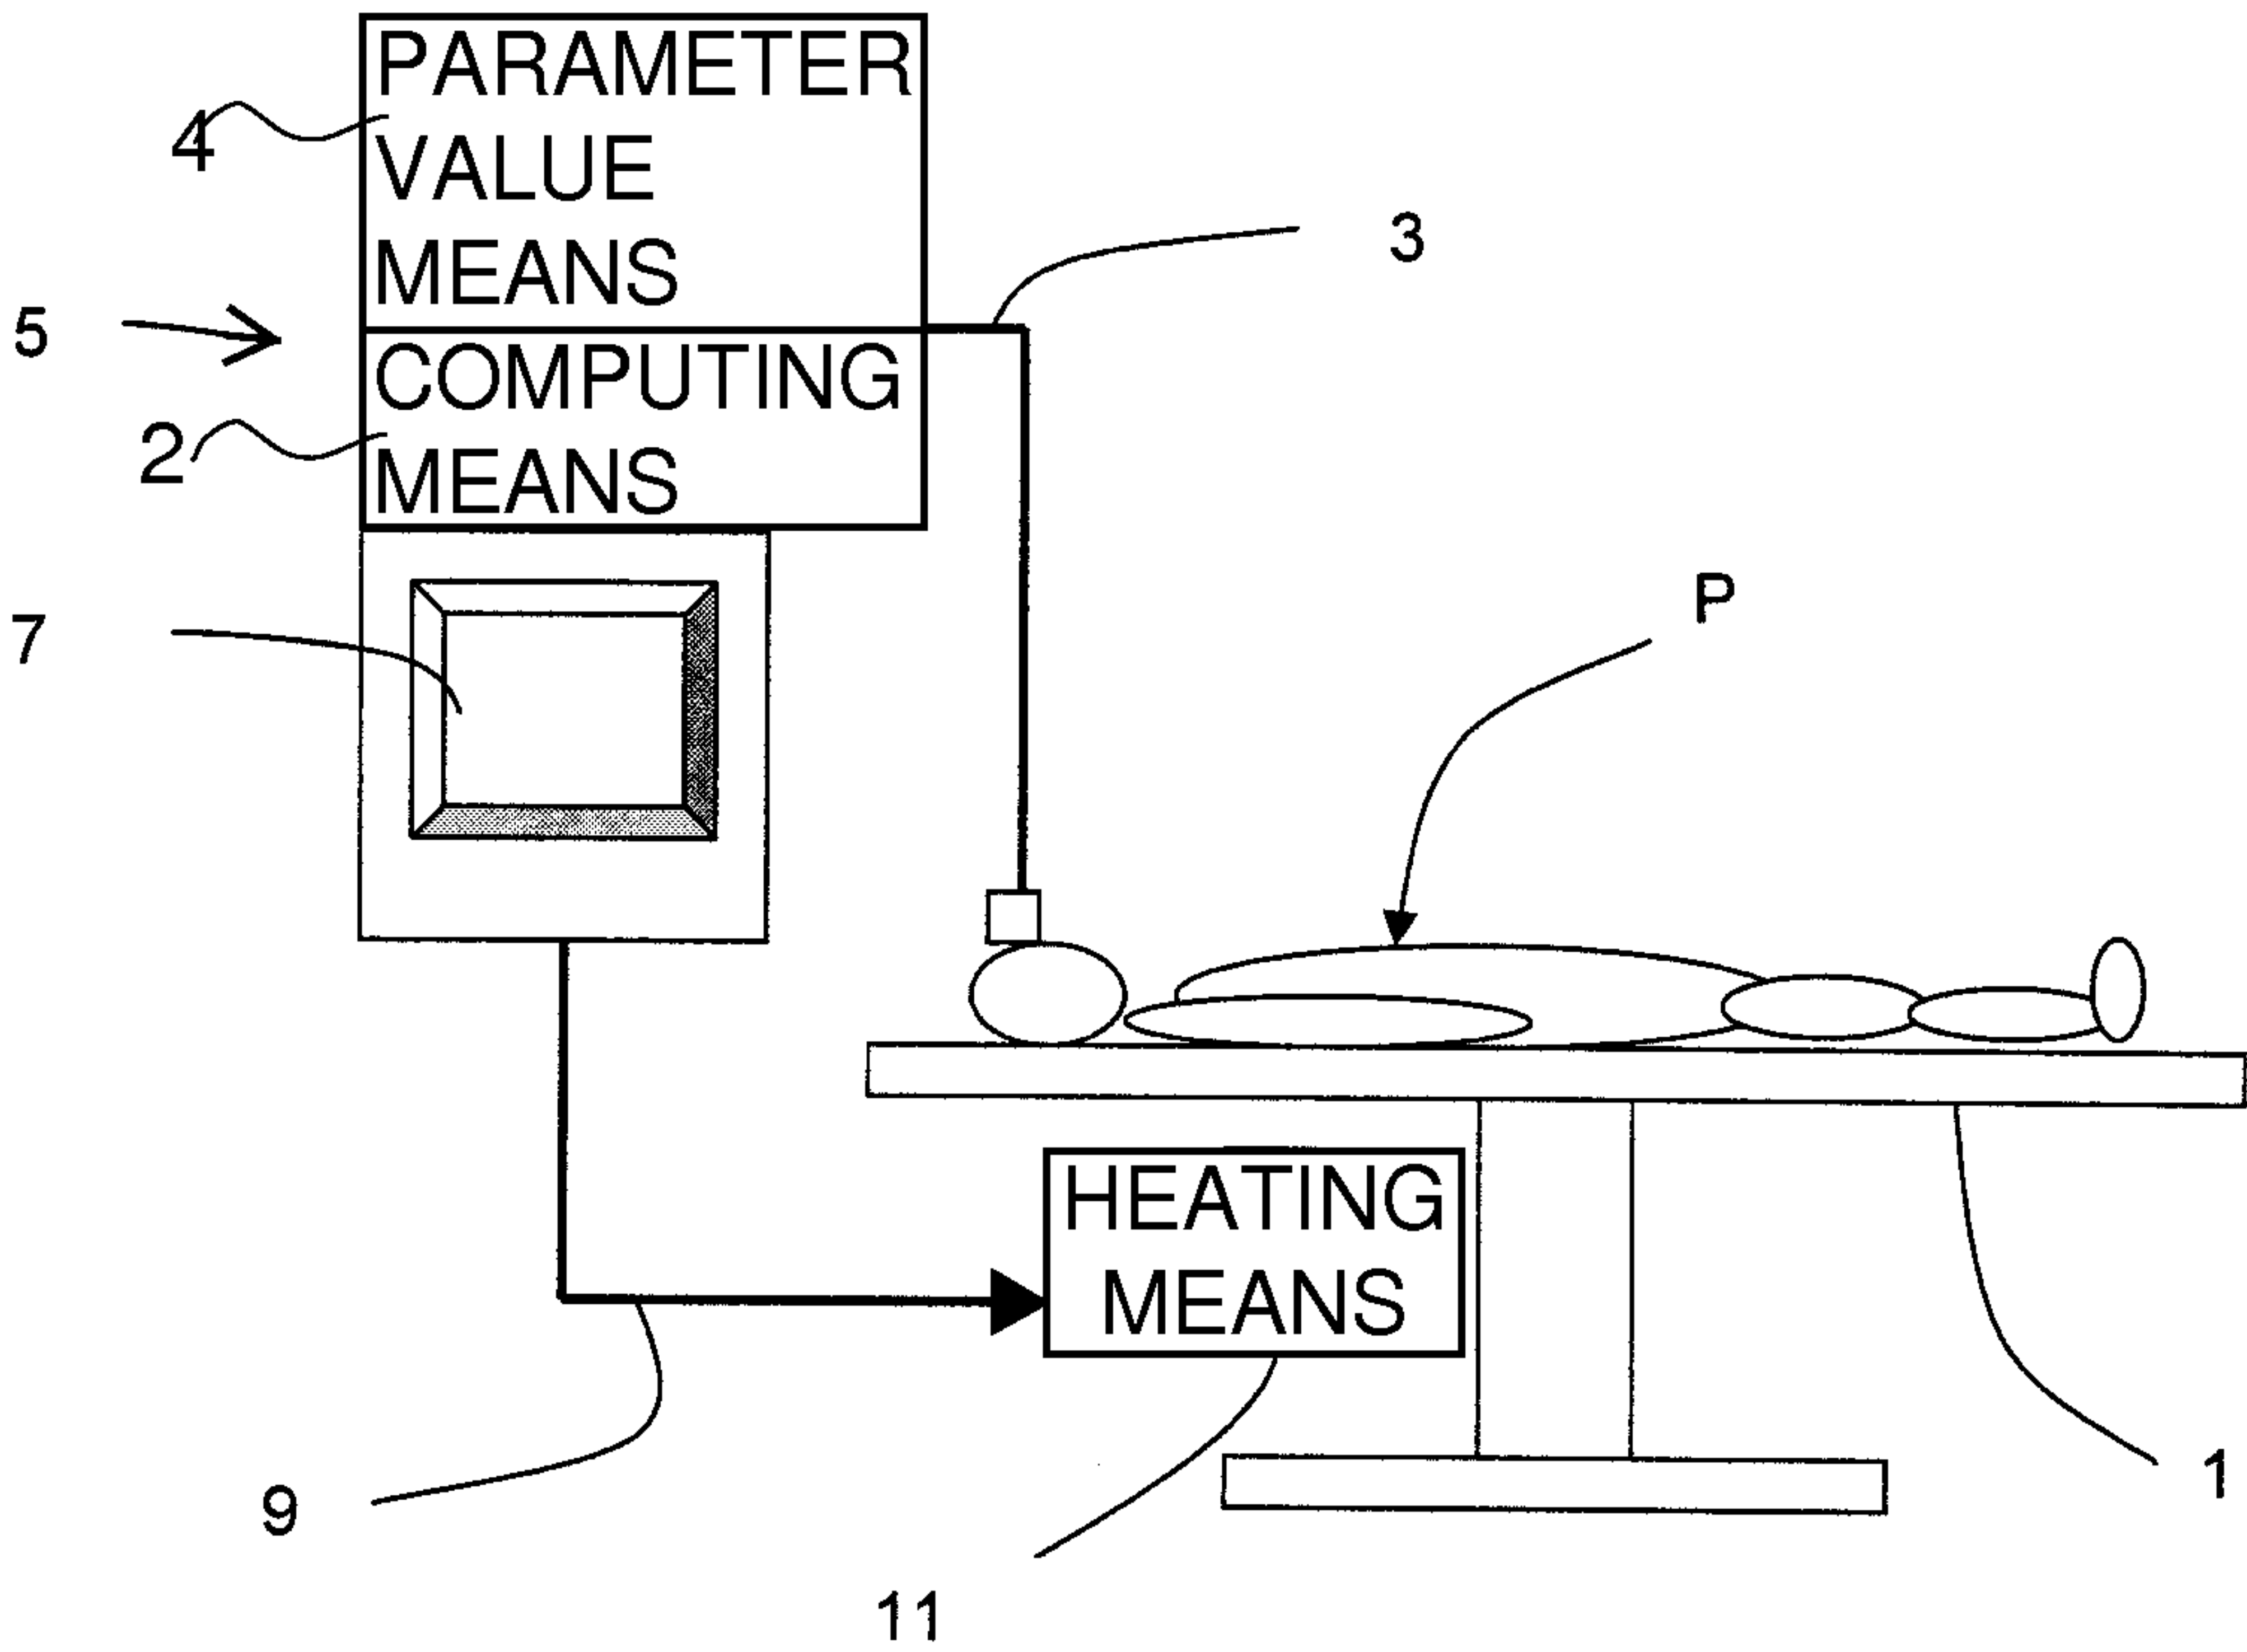 PARAMETER
4
VALUE
3
MEANS
5
COMPUTING
2
MEANS
P
7
HEATING
MEANS
1
9
11